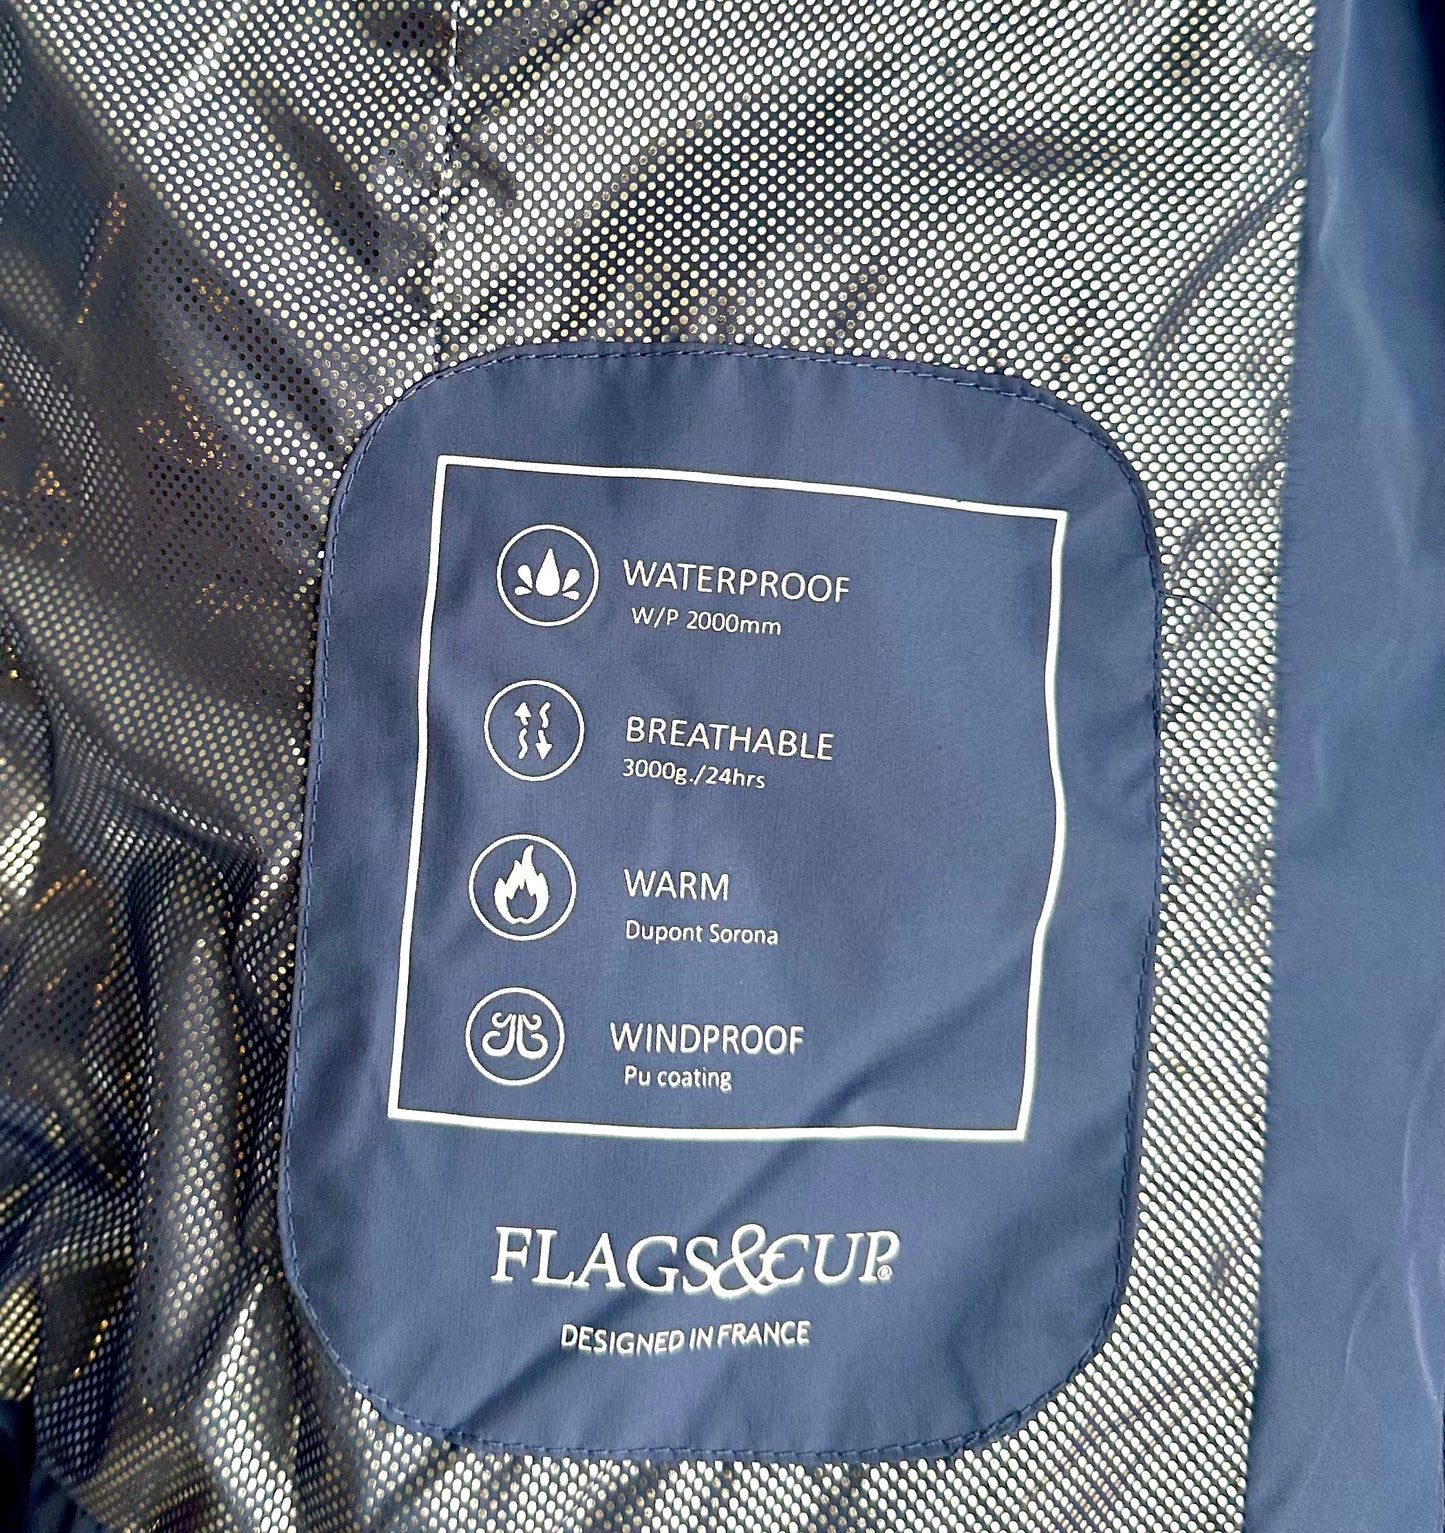 WATERPROOF
W/P 2000mm
BREATHABLE
3000g./24hrs
WARM
Dupont Sorona
WINDPROOF
Pu coating
FLAGS&CUP®
DESIGNED IN FRANCE